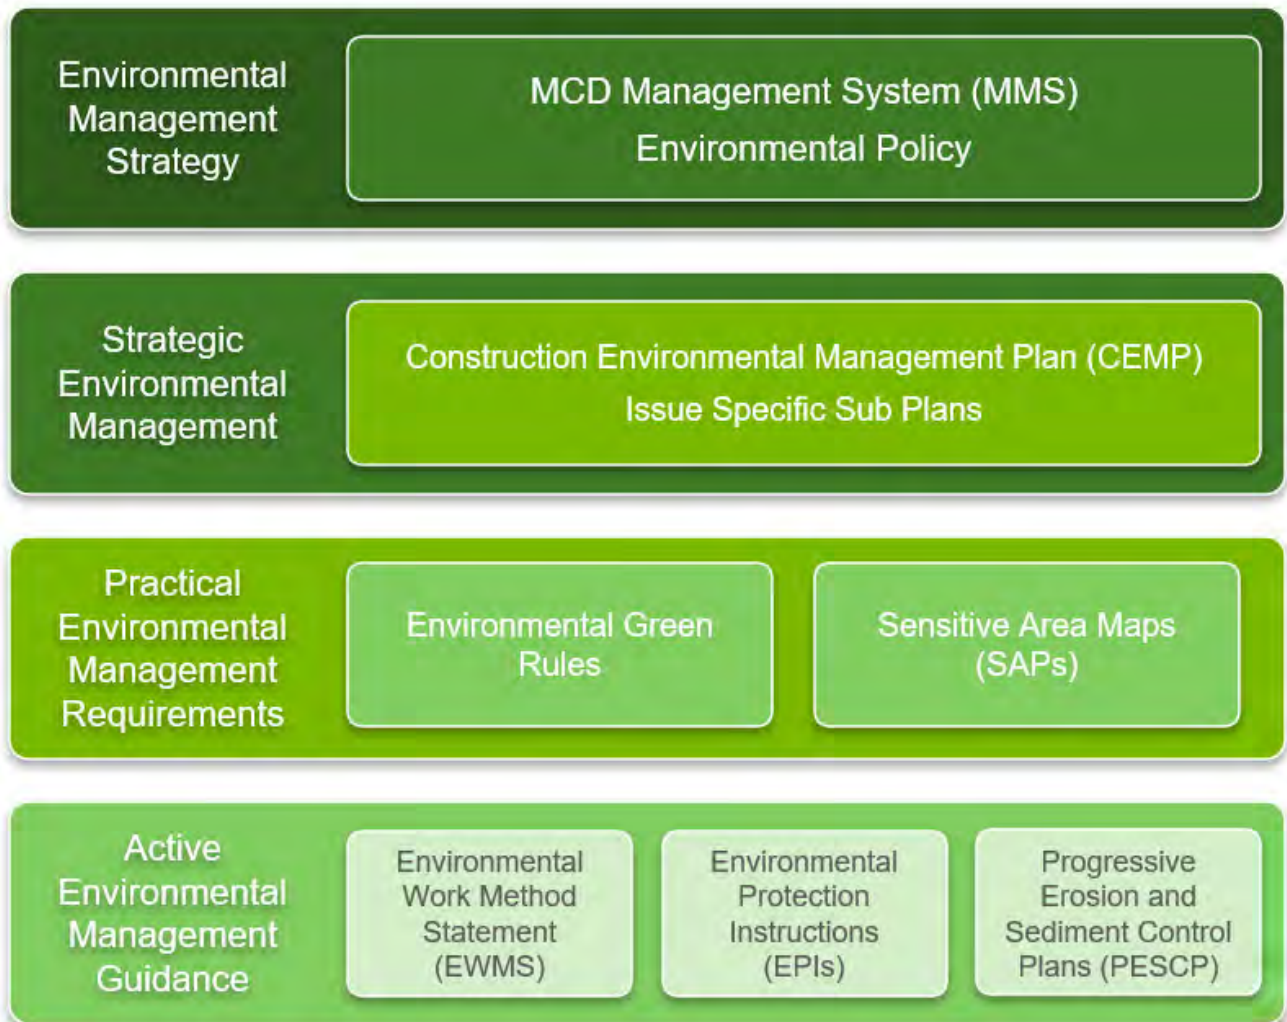 Environmental
Management
Strategy
MCD Management System (MMS)
Environmental Policy
Strategic
Environmental
Management
Construction Environmental Management Plan (CEMP)
Issue Specific Sub Plans
Practical
Environmental
Management
Requirements
Environmental Green
Rules
Sensitive Area Maps
(SAPs)
Active
Environmental
Management
Guidance
Environmental
Work Method
Statement
(EWMS)
Environmental
Protection
Instructions
(EPIs)
Progressive
Erosion and
Sediment Control
Plans (PESCP)